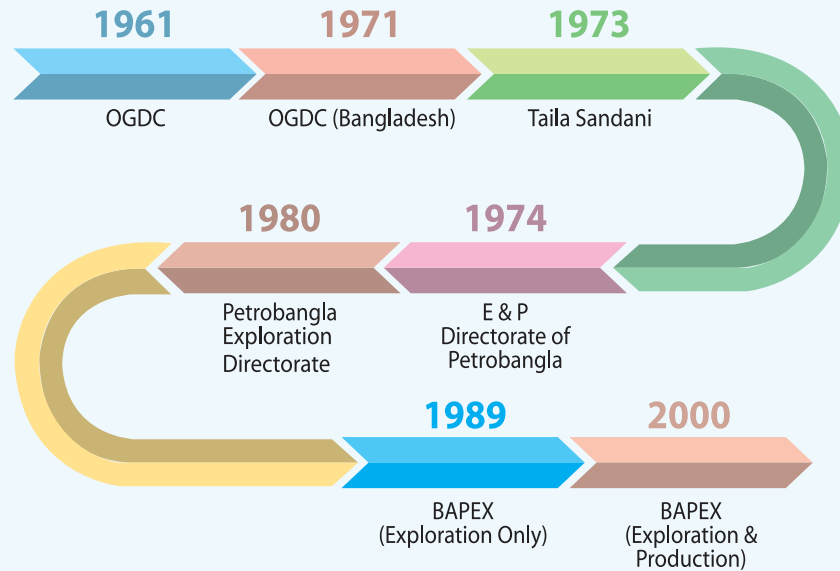 1961
OGDC
1971
OGDC (Bangladesh)
1973
Taila Sandani
1974
E & P
Directorate of
Petrobangla
1980
Petrobangla
Exploration
Directorate
1989
BAPEX
(Exploration Only)
2000
BAPEX
(Exploration &
Production)